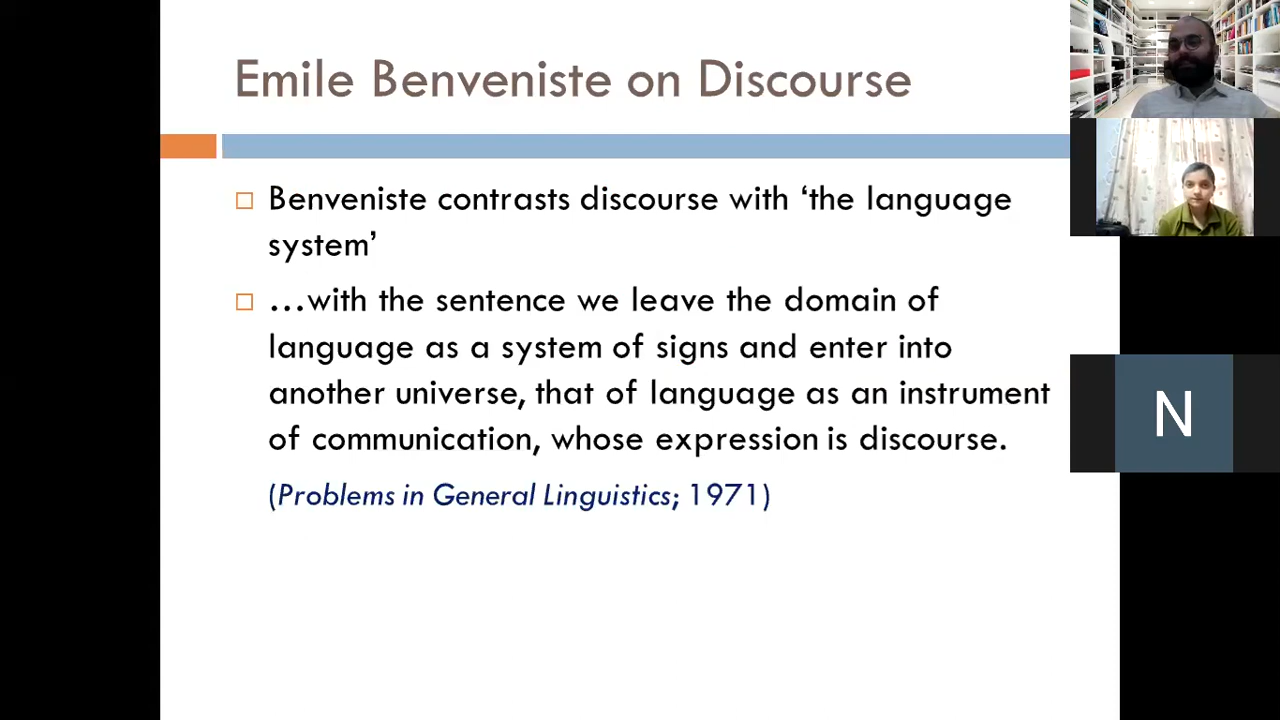 Emile Benveniste on Discourse
Benveniste contrasts discourse with ‘the language
system’
…with the sentence we leave the domain of
language as a system of signs and enter into
another universe, that of language as an instrument
of communication, whose expression is discourse.
(Problems in General Linguistics; 1971)
N